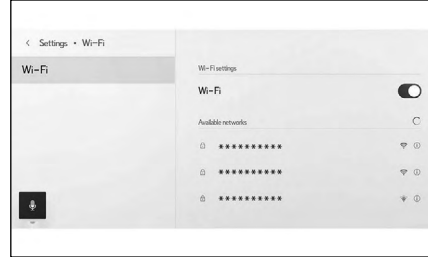 < Settings • Wi-Fi
Wi-Fi
Wi-Fi settings
Wi-Fi
Available networks
**********
**********
**********